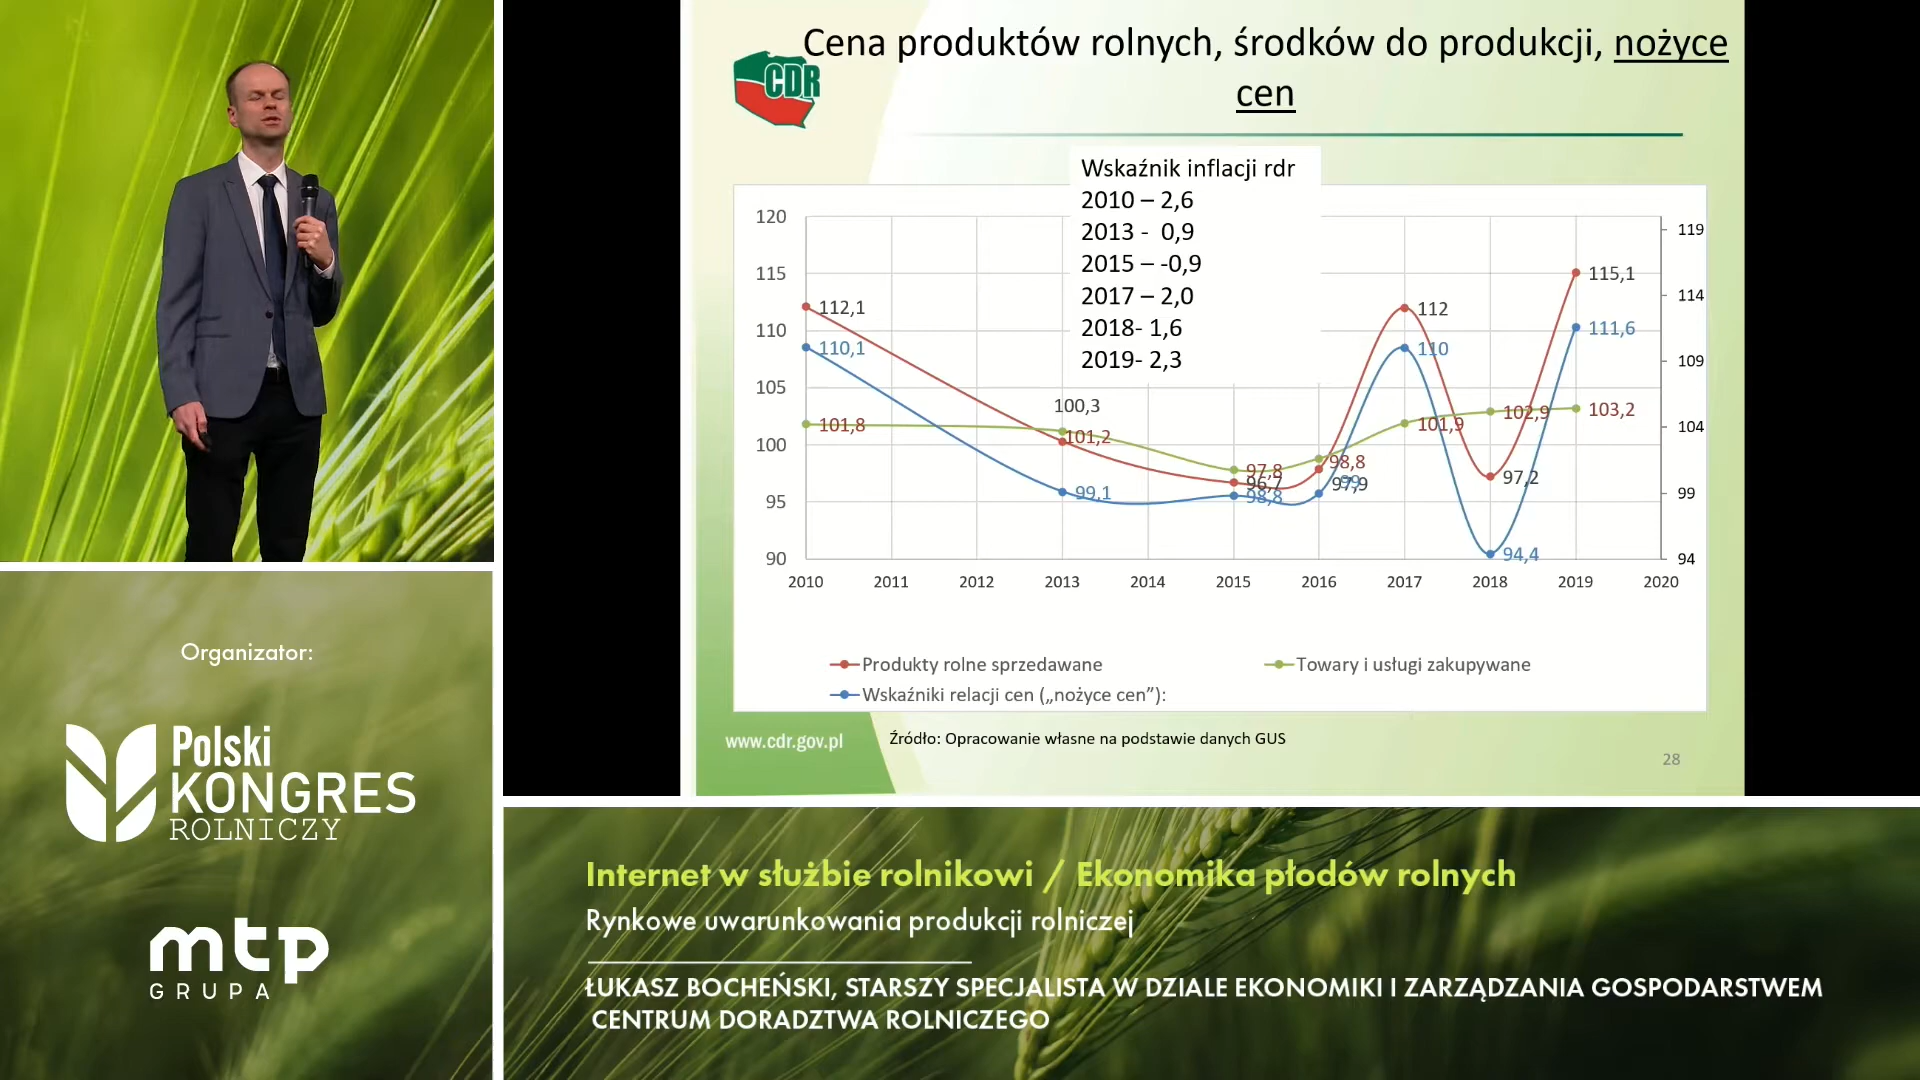 Cena produktów rolnych, środków do produkcji, nożyce
cen
CDR
Wskaźnik inflacji rdr
2010 – 2,6
2013 - 0,9
2015 – -0,9
2017 – 2,0
2018- 1,6
2019- 2,3
120
115
110
105
100
95
90
119
114
109
104
99
94
112,1
110,1
101,8
100,3
101,2
99,1
97,8
96,7
98,8
98,8
97,9
99
112
110
101,9
102,9
97,2
94,4
115,1
111,6
103,2
2010
2011
2012
2013
2014
2015
2016
2017
2018
2019
2020
Produkty rolne sprzedawane
Towary i usługi zakupywane
Wskaźniki relacji cen („nożyce cen”):
www.cdr.gov.pl
Źródło: Opracowanie własne na podstawie danych GUS
28
Organizator:
Polski
KONGRES
ROLNICZY
mtp
GRUPA
Internet w służbie rolnikowi / Ekonomika płodów rolnych
Rynkowe uwarunkowania produkcji rolniczej
ŁUKASZ BOCHEŃSKI, STARSZY SPECJALISTA W DZIALE EKONOMIKI I ZARZĄDZANIA GOSPODARSTWEM
CENTRUM DORADZTWA ROLNICZEGO